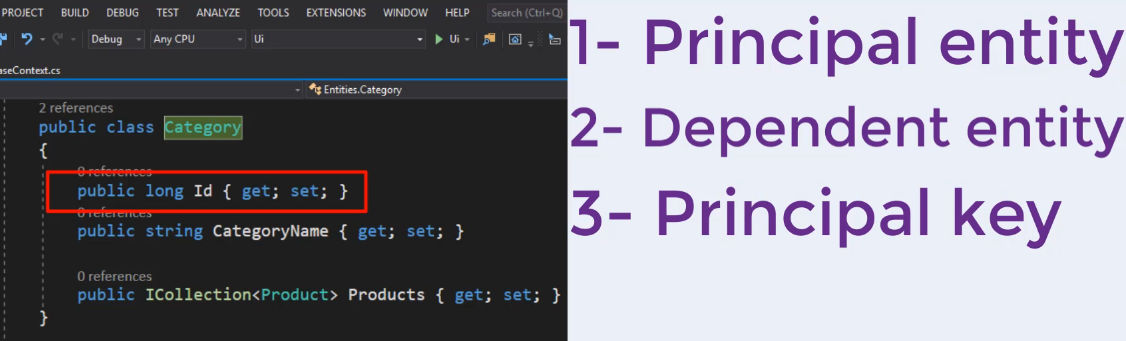 PROJECT BUILD DEBUG TEST ANALYZE TOOLS EXTENSIONS WINDOW HELP Search (Ctrl+Q)
Debug Any CPU Ui Ui
aseContext.cs
Entities.Category
2 references
public class Category
{
0 references
public long Id { get; set; }
0 references
public string CategoryName { get; set; }
0 references
public ICollection<Product> Products { get; set; }
}
1- Principal entity
2- Dependent entity
3- Principal key